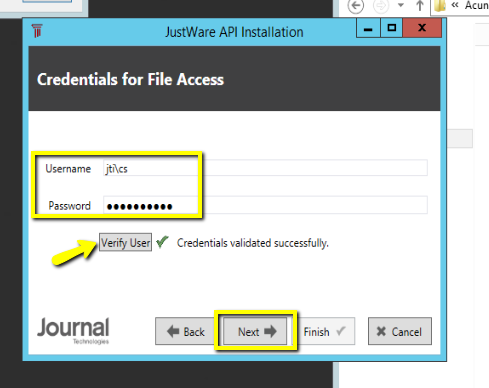 « Acun
JustWare API Installation
Credentials for File Access
Username jti\cs
Password ●●●●●●●●●●
Verify User ✓ Credentials validated successfully.
Journal
Technologies
Back Next Finish Cancel